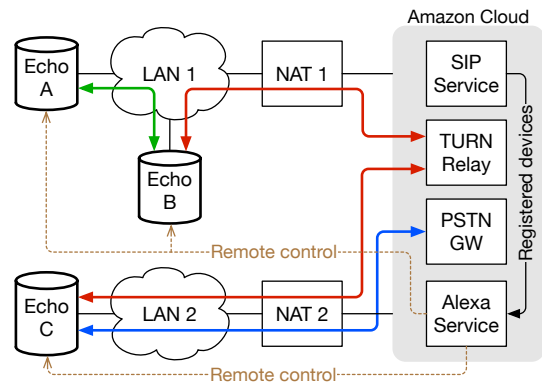 Amazon Cloud
Echo
A
LAN 1
NAT 1
SIP
Service
TURN
Relay
Echo
B
PSTN
GW
Registered devices
Remote control
Echo
C
LAN 2
NAT 2
Alexa
Service
Remote control